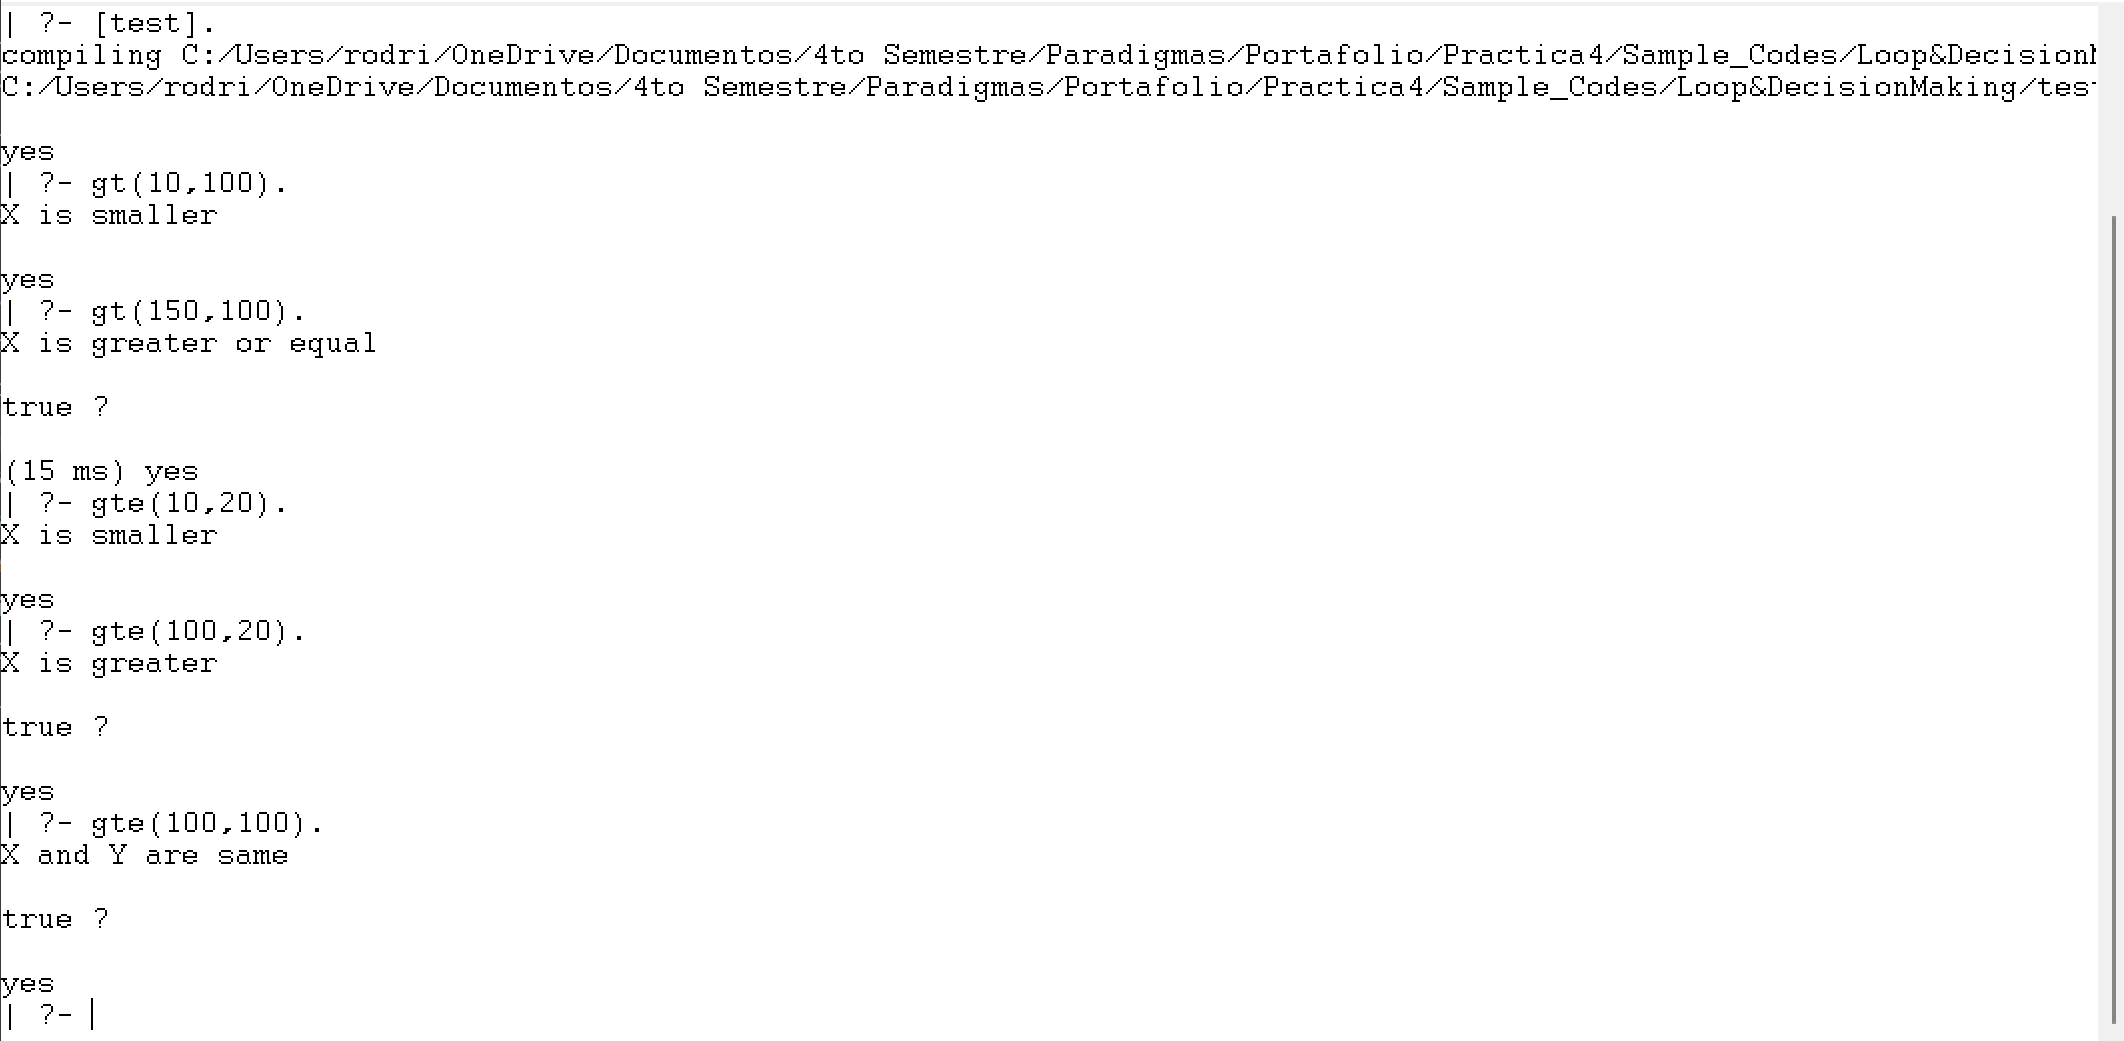 | ?- [test].
compiling C:/Users/rodri/OneDrive/Documentos/4to Semestre/Paradigmas/Portafolio/Practica4/Sample_Codes/Loop&Decision
C:/Users/rodri/OneDrive/Documentos/4to Semestre/Paradigmas/Portafolio/Practica4/Sample_Codes/Loop&DecisionMaking/tes
yes
| ?- gt(10,100).
X is smaller
yes
| ?- gt(150,100).
X is greater or equal
true ?
(15 ms) yes
| ?- gte(10,20).
X is smaller
yes
| ?- gte(100,20).
X is greater
true ?
yes
| ?- gte(100,100).
X and Y are same
true ?
yes
| ?-